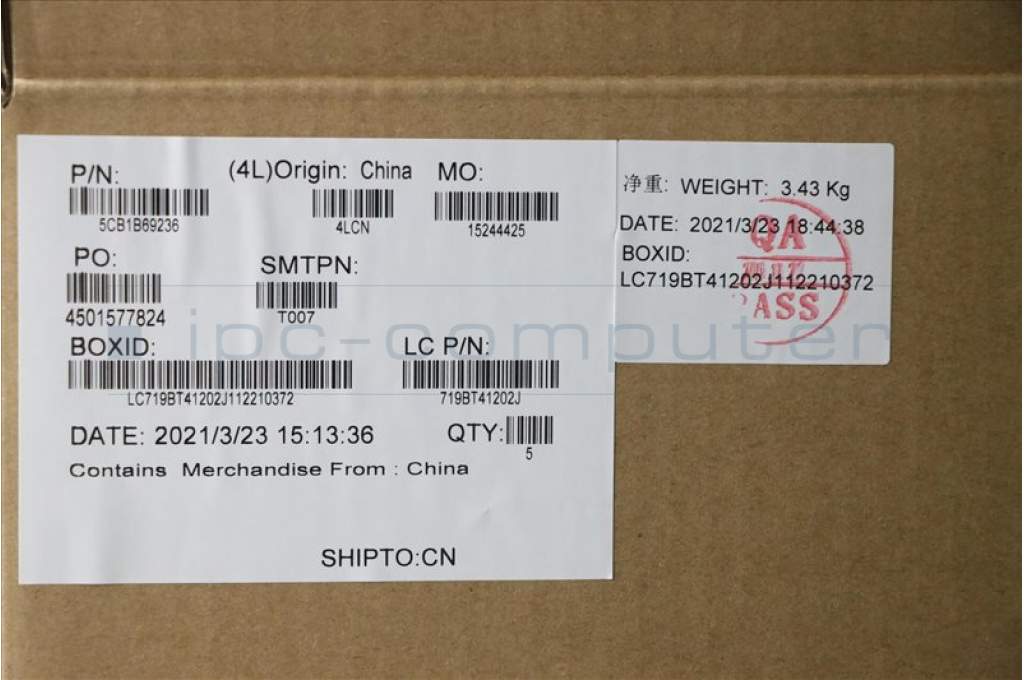 P/N: (4L)Origin: China MO:
5CB1B69236 4LCN 15244425
PO: SMTPN:
4501577824 T007
BOXID: LC P/N:
LC719BT41202J112210372 719BT41202J
DATE: 2021/3/23 15:13:36 QTY:
5
Contains Merchandise From : China
SHIPTO:CN
净重: WEIGHT: 3.43 Kg
DATE: 2021/3/23 18:44:38
BOXID:
LC719BT41202J112210372
QA
PASS
ipc-computer